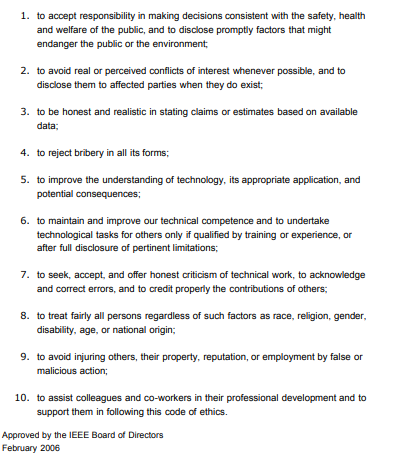 1. to accept responsibility in making decisions consistent with the safety, health
and welfare of the public, and to disclose promptly factors that might
endanger the public or the environment;
2. to avoid real or perceived conflicts of interest whenever possible, and to
disclose them to affected parties when they do exist;
3. to be honest and realistic in stating claims or estimates based on available
data;
4. to reject bribery in all its forms;
5. to improve the understanding of technology, its appropriate application, and
potential consequences;
6. to maintain and improve our technical competence and to undertake
technological tasks for others only if qualified by training or experience, or
after full disclosure of pertinent limitations;
7. to seek, accept, and offer honest criticism of technical work, to acknowledge
and correct errors, and to credit properly the contributions of others;
8. to treat fairly all persons regardless of such factors as race, religion, gender,
disability, age, or national origin;
9. to avoid injuring others, their property, reputation, or employment by false or
malicious action;
10. to assist colleagues and co-workers in their professional development and to
support them in following this code of ethics.
Approved by the IEEE Board of Directors
February 2006